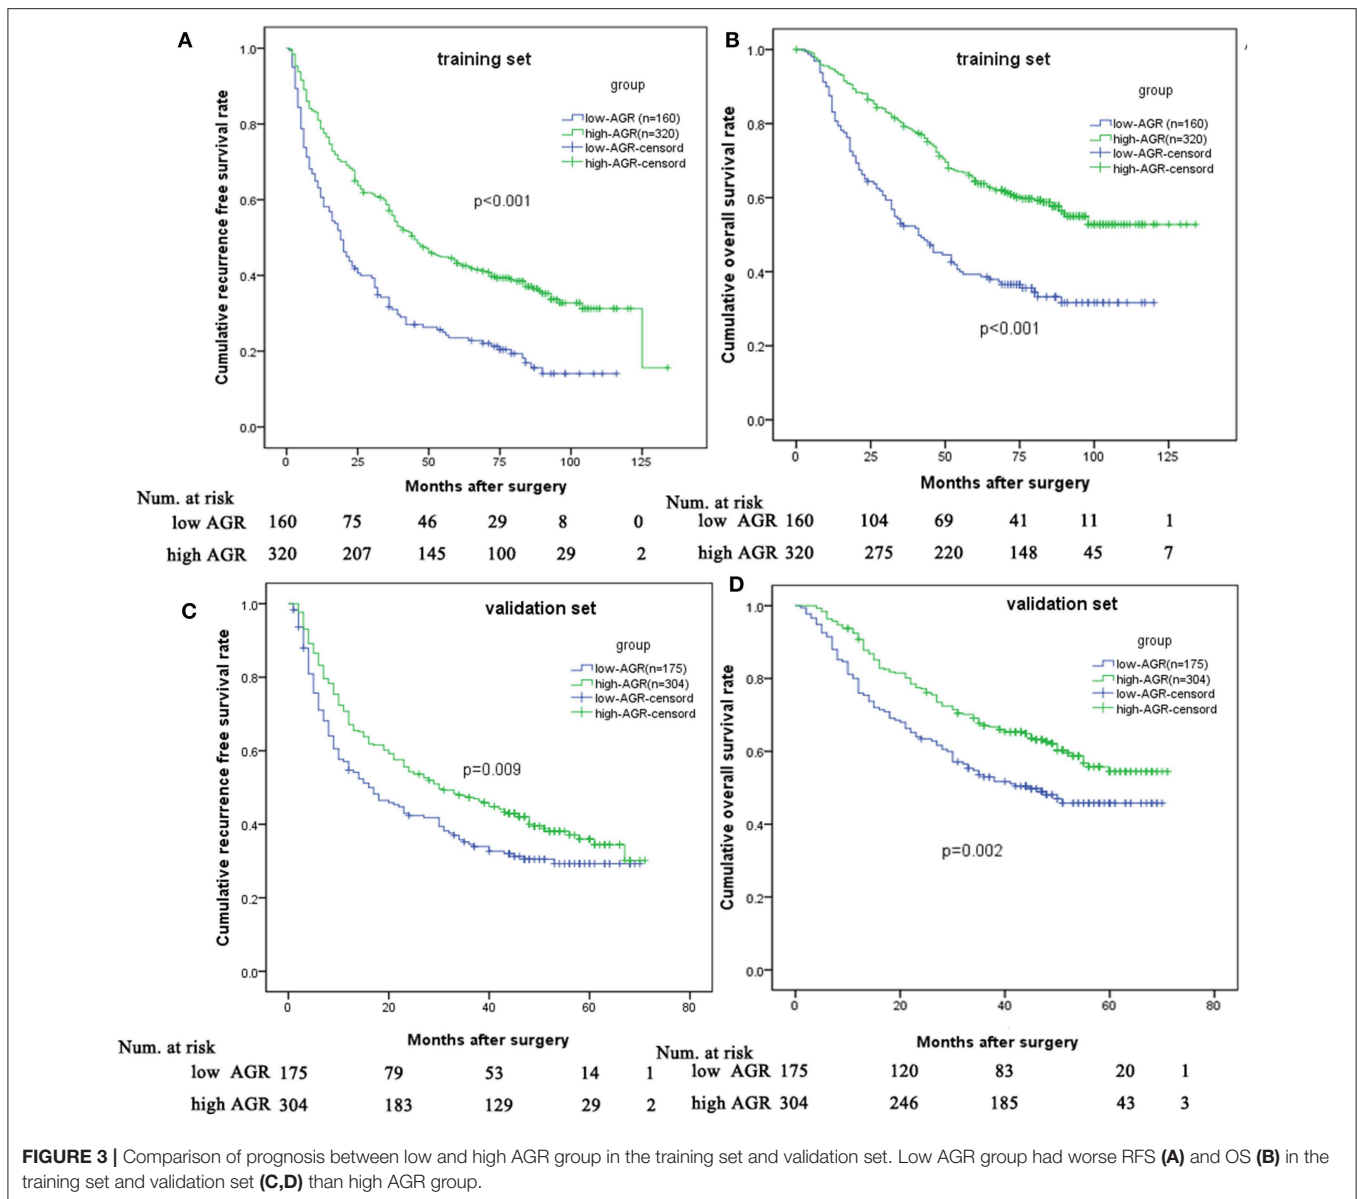 A
training set
group
low-AGR (n=160)
high-AGR(n=320)
low-AGR-censord
high-AGR-censord
p<0.001
Cumulative recurrence free survival rate
1.0
0.8
0.6
0.4
0.2
0.0
0 25 50 75 100 125
Months after surgery
Num. at risk
low AGR 160 75 46 29 8 0
high AGR 320 207 145 100 29 2
B
training set
group
low-AGR (n=160)
high-AGR(n=320)
low-AGR-censord
high-AGR-censord
p<0.001
Cumulative overall survival rate
1.0
0.8
0.6
0.4
0.2
0.0
0 25 50 75 100 125
Months after surgery
Num. at risk
low AGR 160 104 69 41 11 1
high AGR 320 275 220 148 45 7
C
validation set
group
low-AGR(n=175)
high-AGR(n=304)
low-AGR-censord
high-AGR-censord
p=0.009
Cumulative recurrence free survival rate
1.0
0.8
0.6
0.4
0.2
0.0
0 20 40 60 80
Months after surgery
Num. at risk
low AGR 175 79 53 14 1
high AGR 304 183 129 29 2
D
validation set
group
low-AGR(n=175)
high-AGR(n=304)
low-AGR-censord
high-AGR-censord
p=0.002
Cumulative overall survival rate
1.0
0.8
0.6
0.4
0.2
0.0
0 20 40 60 80
Months after surgery
Num. at risk
low AGR 175 120 83 20 1
high AGR 304 246 185 43 3
FIGURE 3 | Comparison of prognosis between low and high AGR group in the training set and validation set. Low AGR group had worse RFS (A) and OS (B) in the
training set and validation set (C,D) than high AGR group.